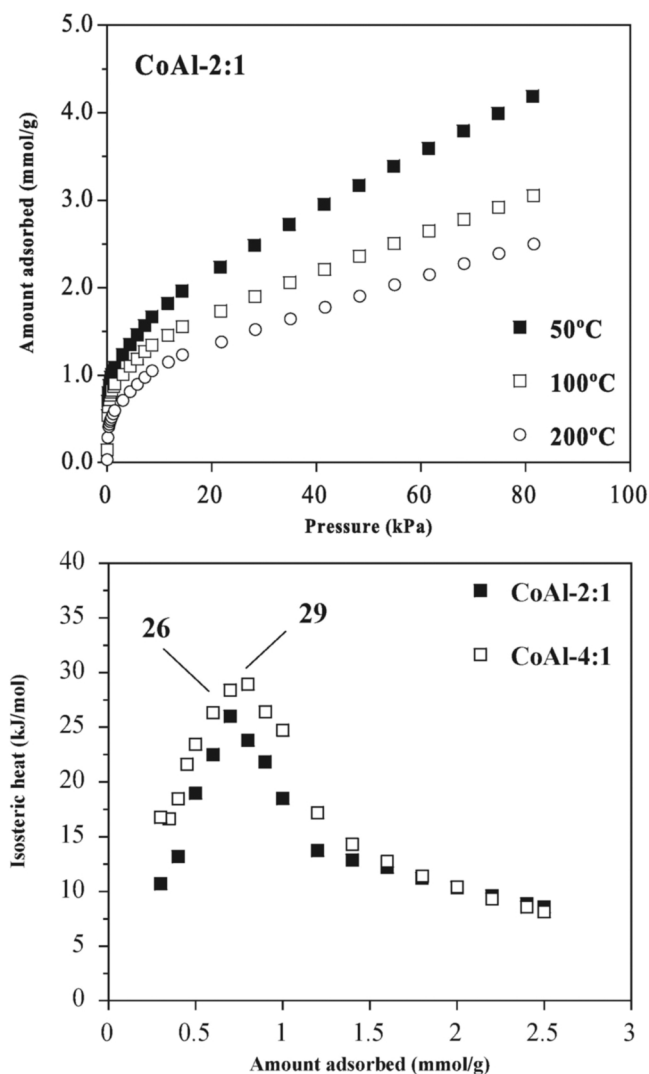 5.0
CoAl-2:1
4.0
3.0
2.0
1.0
0.0
Amount adsorbed (mmol/g)
50°C
100°C
200°C
0 20 40 60 80 100
Pressure (kPa)
40
35
30
25
20
15
10
5
0
Isosteric heat (kJ/mol)
CoAl-2:1
CoAl-4:1
26
29
0 0.5 1 1.5 2 2.5 3
Amount adsorbed (mmol/g)